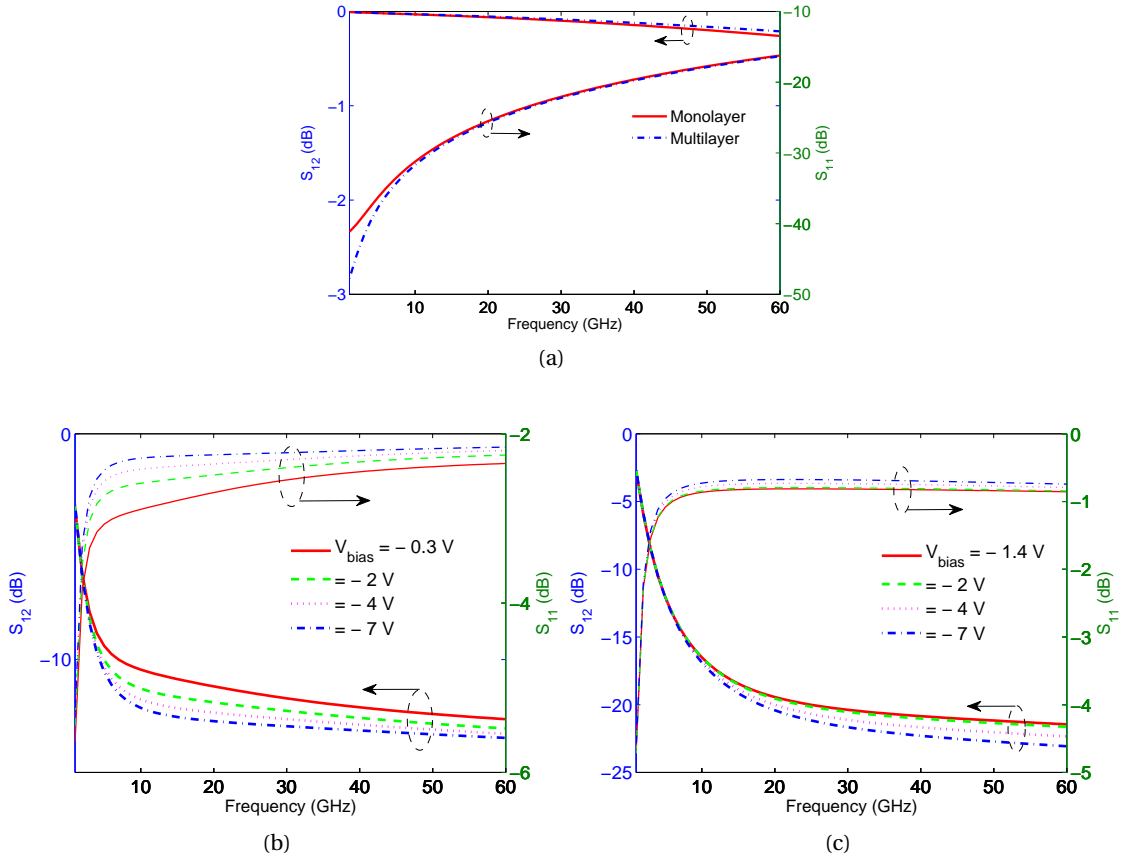 0
−1
−2
−3
S12 (dB)
−10
−20
−30
−40
−50
S11 (dB)
Monolayer
Multilayer
10 20 30 40 50 60
Frequency (GHz)
(a)
0
−10
S12 (dB)
−2
−4
−6
S11 (dB)
Vbias = − 0.3 V
= − 2 V
= − 4 V
= − 7 V
10 20 30 40 50 60
Frequency (GHz)
(b)
0
−5
−10
−15
−20
−25
S12 (dB)
0
−1
−2
−3
−4
−5
S11 (dB)
Vbias = − 1.4 V
= − 2 V
= − 4 V
= − 7 V
10 20 30 40 50 60
Frequency (GHz)
(c)